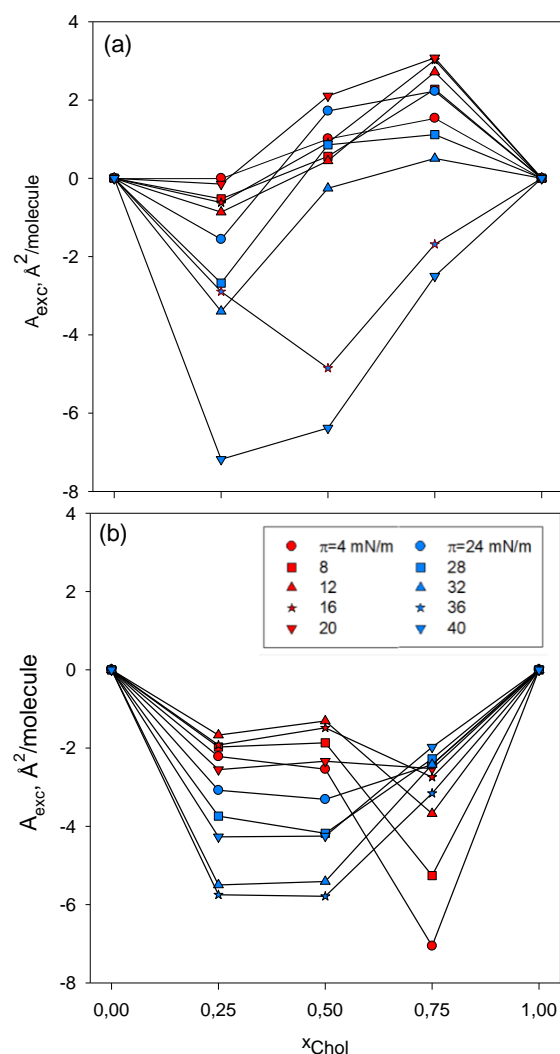 (a)
4
2
0
-2
-4
-6
-8
A_exc, Å²/molecule
(b)
4
2
0
-2
-4
-6
-8
A_exc, Å²/molecule
π=4 mN/m π=24 mN/m
8 28
12 32
16 36
20 40
0,00 0,25 0,50 0,75 1,00
xChol